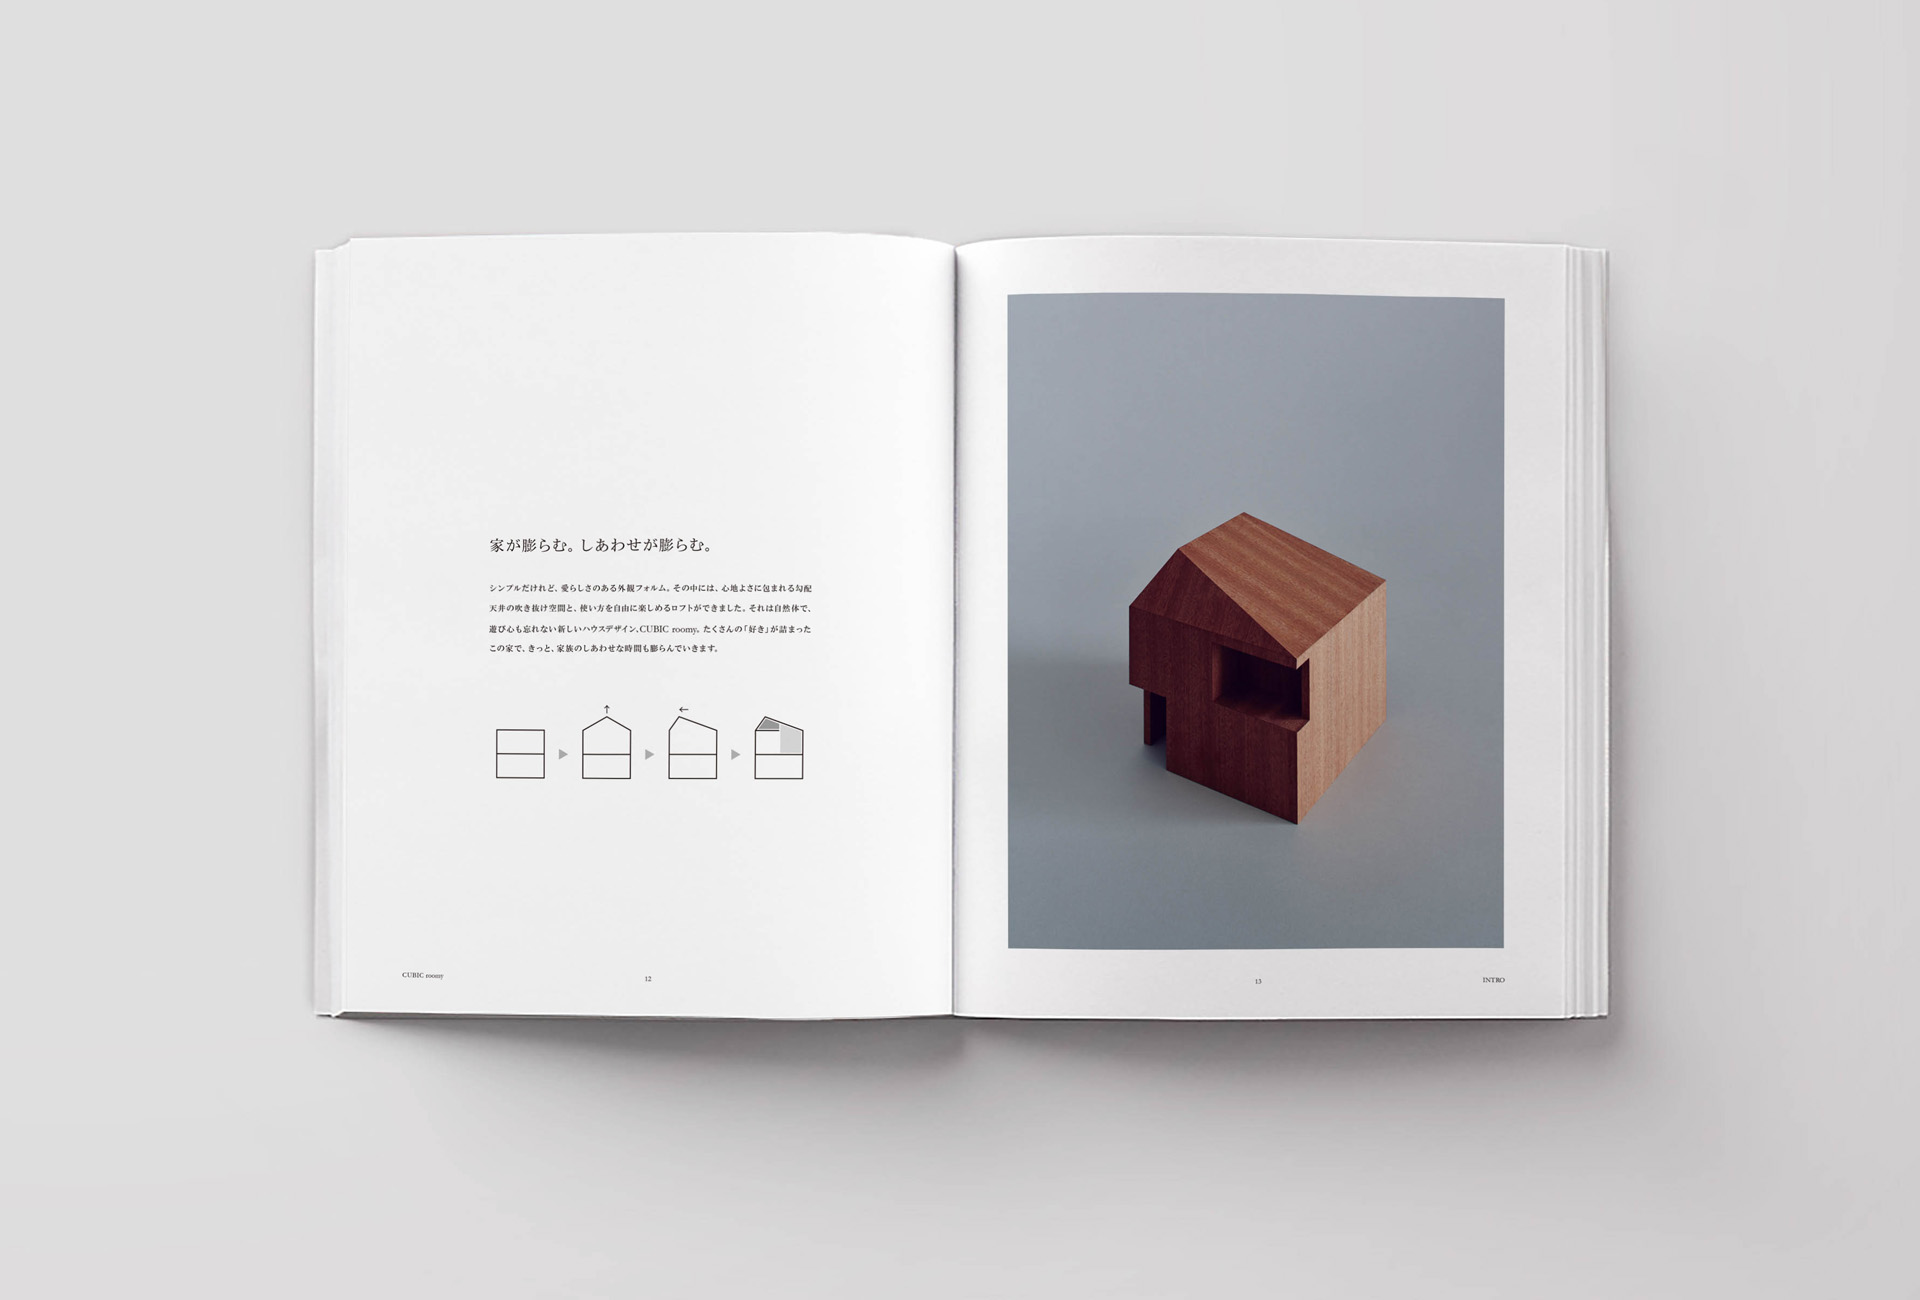 家が膨らむ。しあわせが膨らむ。
シンプルだけれど、愛らしさのある外観フォルム。その中には、心地よさに包まれる勾配
天井の吹き抜け空間と、使い方を自由に楽しめるロフトができました。それは自然体で、
遊び心も忘れない新しいハウスデザイン、CUBIC roomy。たくさんの「好き」が詰まった
この家で、きっと、家族のしあわせな時間も膨らんでいきます。
CUBIC roomy
12
13
INTRO